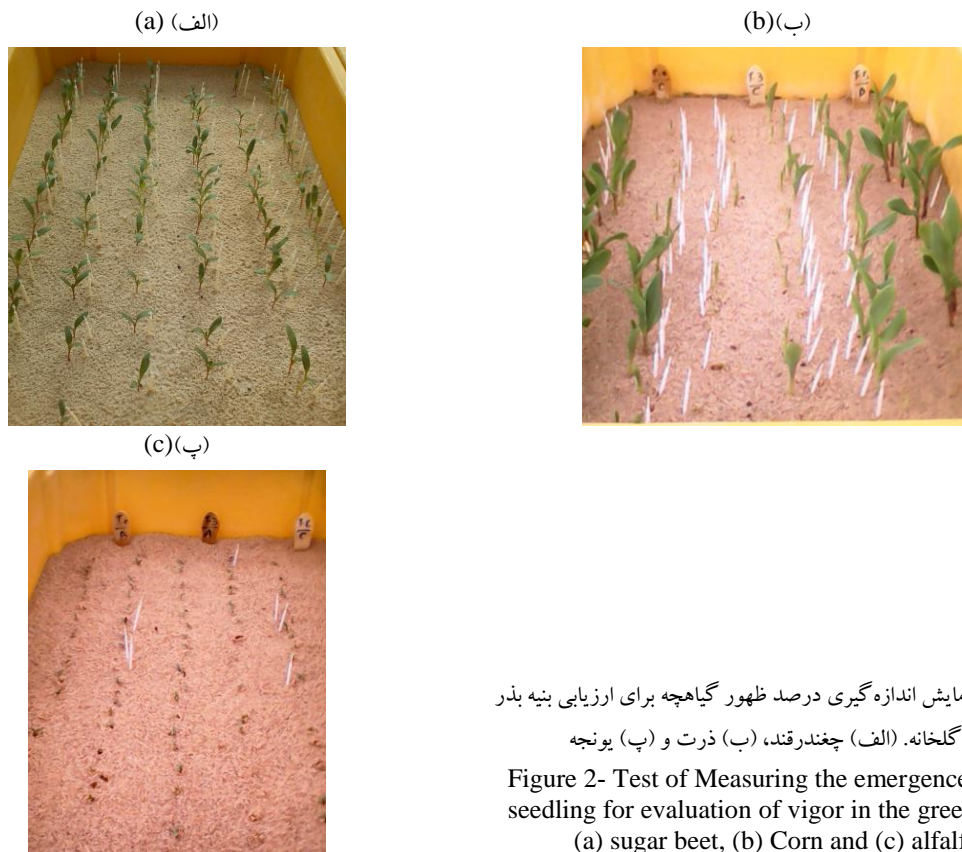 (a) (الف)
(b)(ب)
(c)(پ)
مایش اندازه‌گیری درصد ظهور گیاهچه برای ارزیابی بنیه بذر
گلخانه. (الف) چغندرقند، (ب) ذرت و (پ) یونجه
Figure 2- Test of Measuring the emergence
seedling for evaluation of vigor in the gree
(a) sugar beet, (b) Corn and (c) alfalf